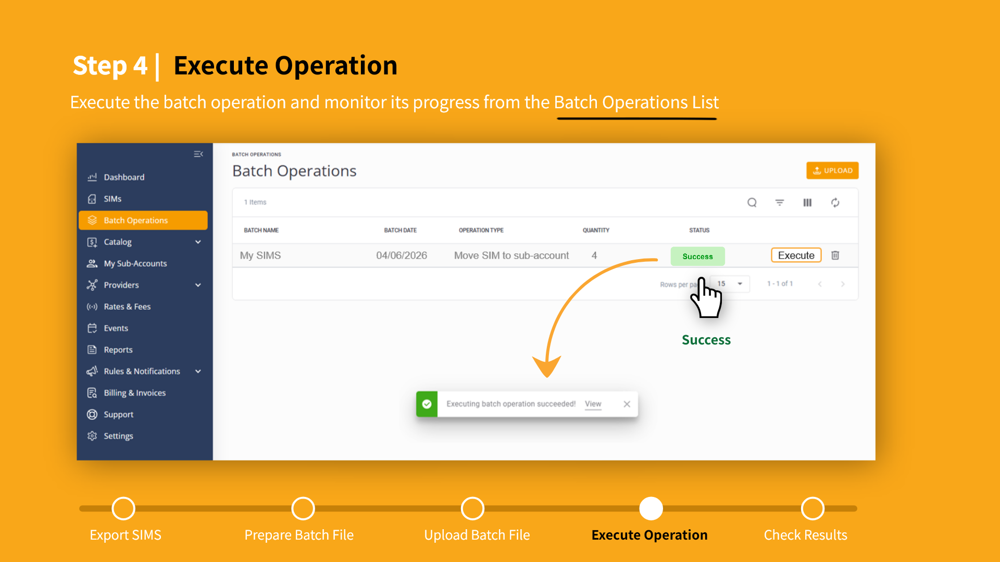 Step 4 | Execute Operation
Execute the batch operation and monitor its progress from the Batch Operations List
Dashboard
SIMs
Batch Operations
Catalog
My Sub-Accounts
Providers
Rates & Fees
Events
Reports
Rules & Notifications
Billing & Invoices
Support
Settings
BATCH OPERATIONS
Batch Operations
UPLOAD
1 Items
BATCH NAME BATCH DATE OPERATION TYPE QUANTITY STATUS
My SIMS 04/06/2026 Move SIM to sub-account 4 Success Execute
Rows per 15 1 - 1 of 1
Success
Executing batch operation succeeded! View
Export SIMS Prepare Batch File Upload Batch File Execute Operation Check Results